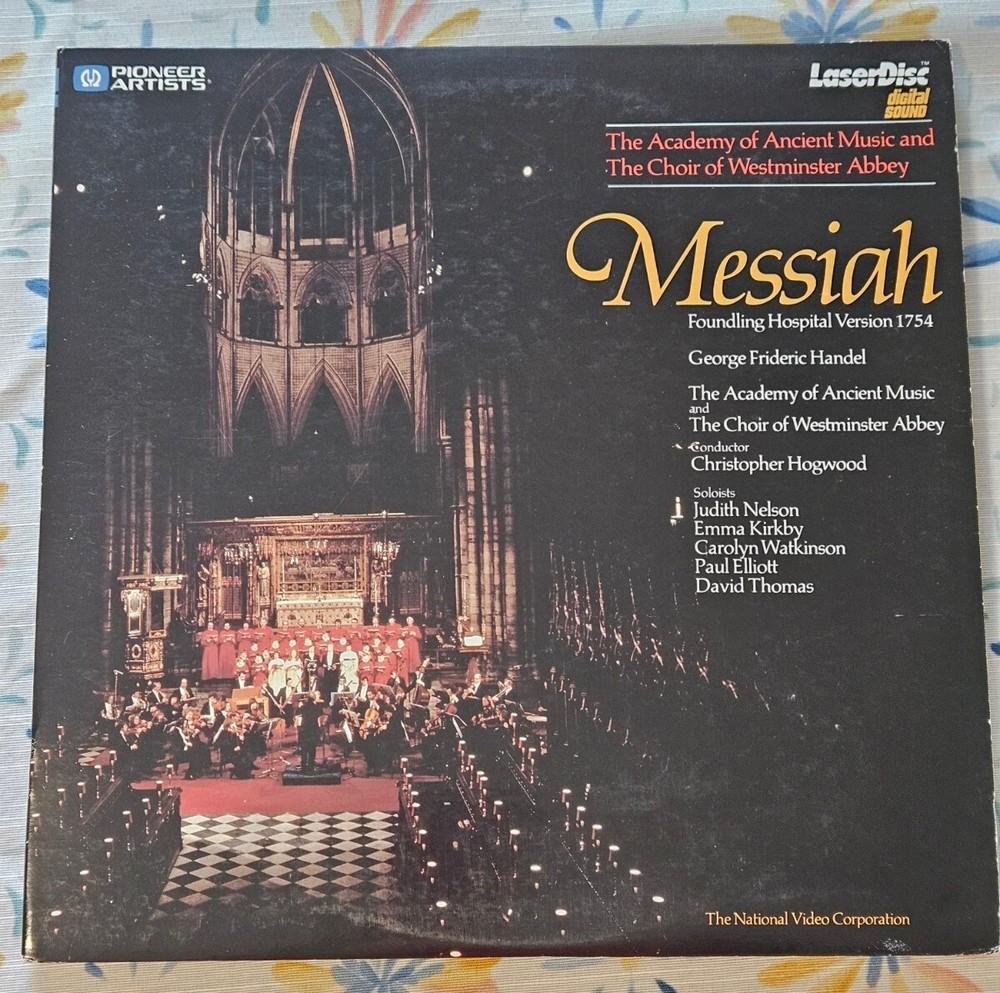 PIONEER
ARTISTS®
LaserDisc™
digital
SOUND
The Academy of Ancient Music and
The Choir of Westminster Abbey
Messiah
Foundling Hospital Version 1754
George Frideric Handel
The Academy of Ancient Music
and
The Choir of Westminster Abbey
Conductor
Christopher Hogwood
Soloists
Judith Nelson
Emma Kirkby
Carolyn Watkinson
Paul Elliott
David Thomas
The National Video Corporation